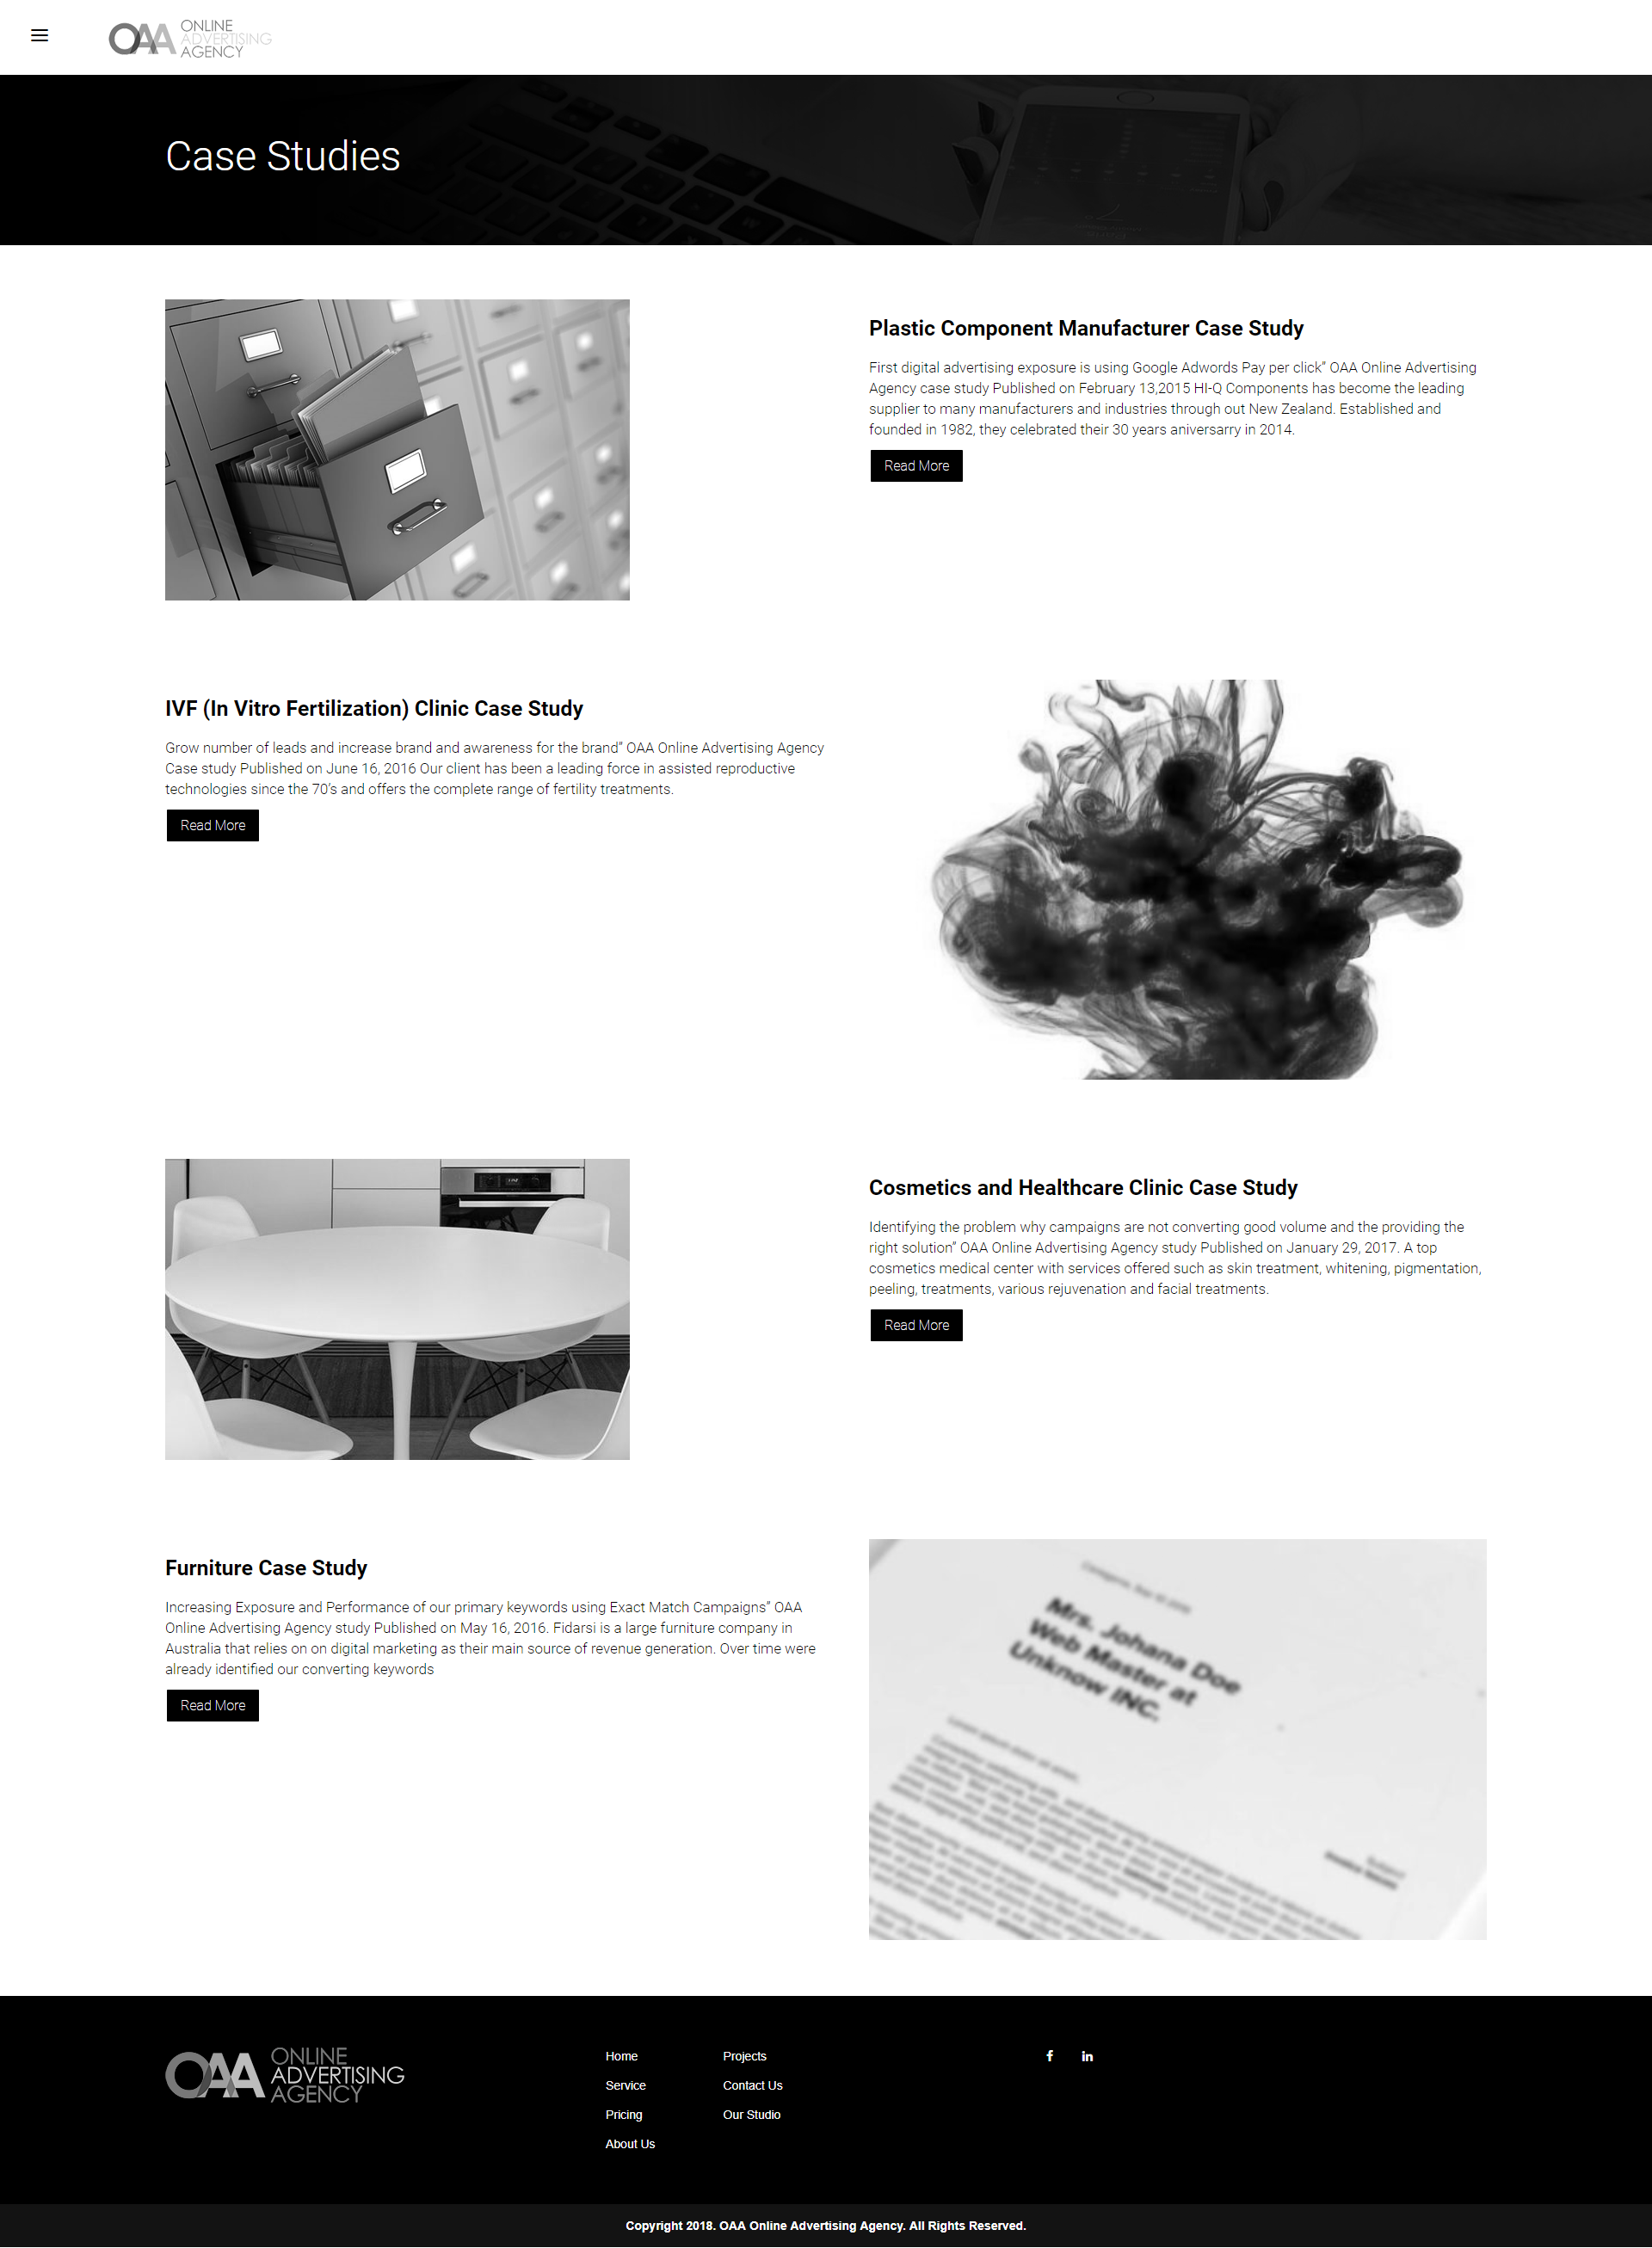 OAA ONLINE
ADVERTISING
AGENCY
Case Studies
Plastic Component Manufacturer Case Study
First digital advertising exposure is using Google Adwords Pay per click” OAA Online Advertising
Agency case study Published on February 13,2015 HI-Q Components has become the leading
supplier to many manufacturers and industries through out New Zealand. Established and
founded in 1982, they celebrated their 30 years aniversarry in 2014.
Read More
IVF (In Vitro Fertilization) Clinic Case Study
Grow number of leads and increase brand and awareness for the brand” OAA Online Advertising Agency
Case study Published on June 16, 2016 Our client has been a leading force in assisted reproductive
technologies since the 70’s and offers the complete range of fertility treatments.
Read More
Cosmetics and Healthcare Clinic Case Study
Identifying the problem why campaigns are not converting good volume and the providing the
right solution” OAA Online Advertising Agency study Published on January 29, 2017. A top
cosmetics medical center with services offered such as skin treatment, whitening, pigmentation,
peeling, treatments, various rejuvenation and facial treatments.
Read More
Furniture Case Study
Increasing Exposure and Performance of our primary keywords using Exact Match Campaigns” OAA
Online Advertising Agency study Published on May 16, 2016. Fidarsi is a large furniture company in
Australia that relies on on digital marketing as their main source of revenue generation. Over time were
already identified our converting keywords
Read More
Mrs. Johana Doe
Web Master at
Unknow INC.
OAA ONLINE
ADVERTISING
AGENCY
Home
Service
Pricing
About Us
Projects
Contact Us
Our Studio
Copyright 2018. OAA Online Advertising Agency. All Rights Reserved.